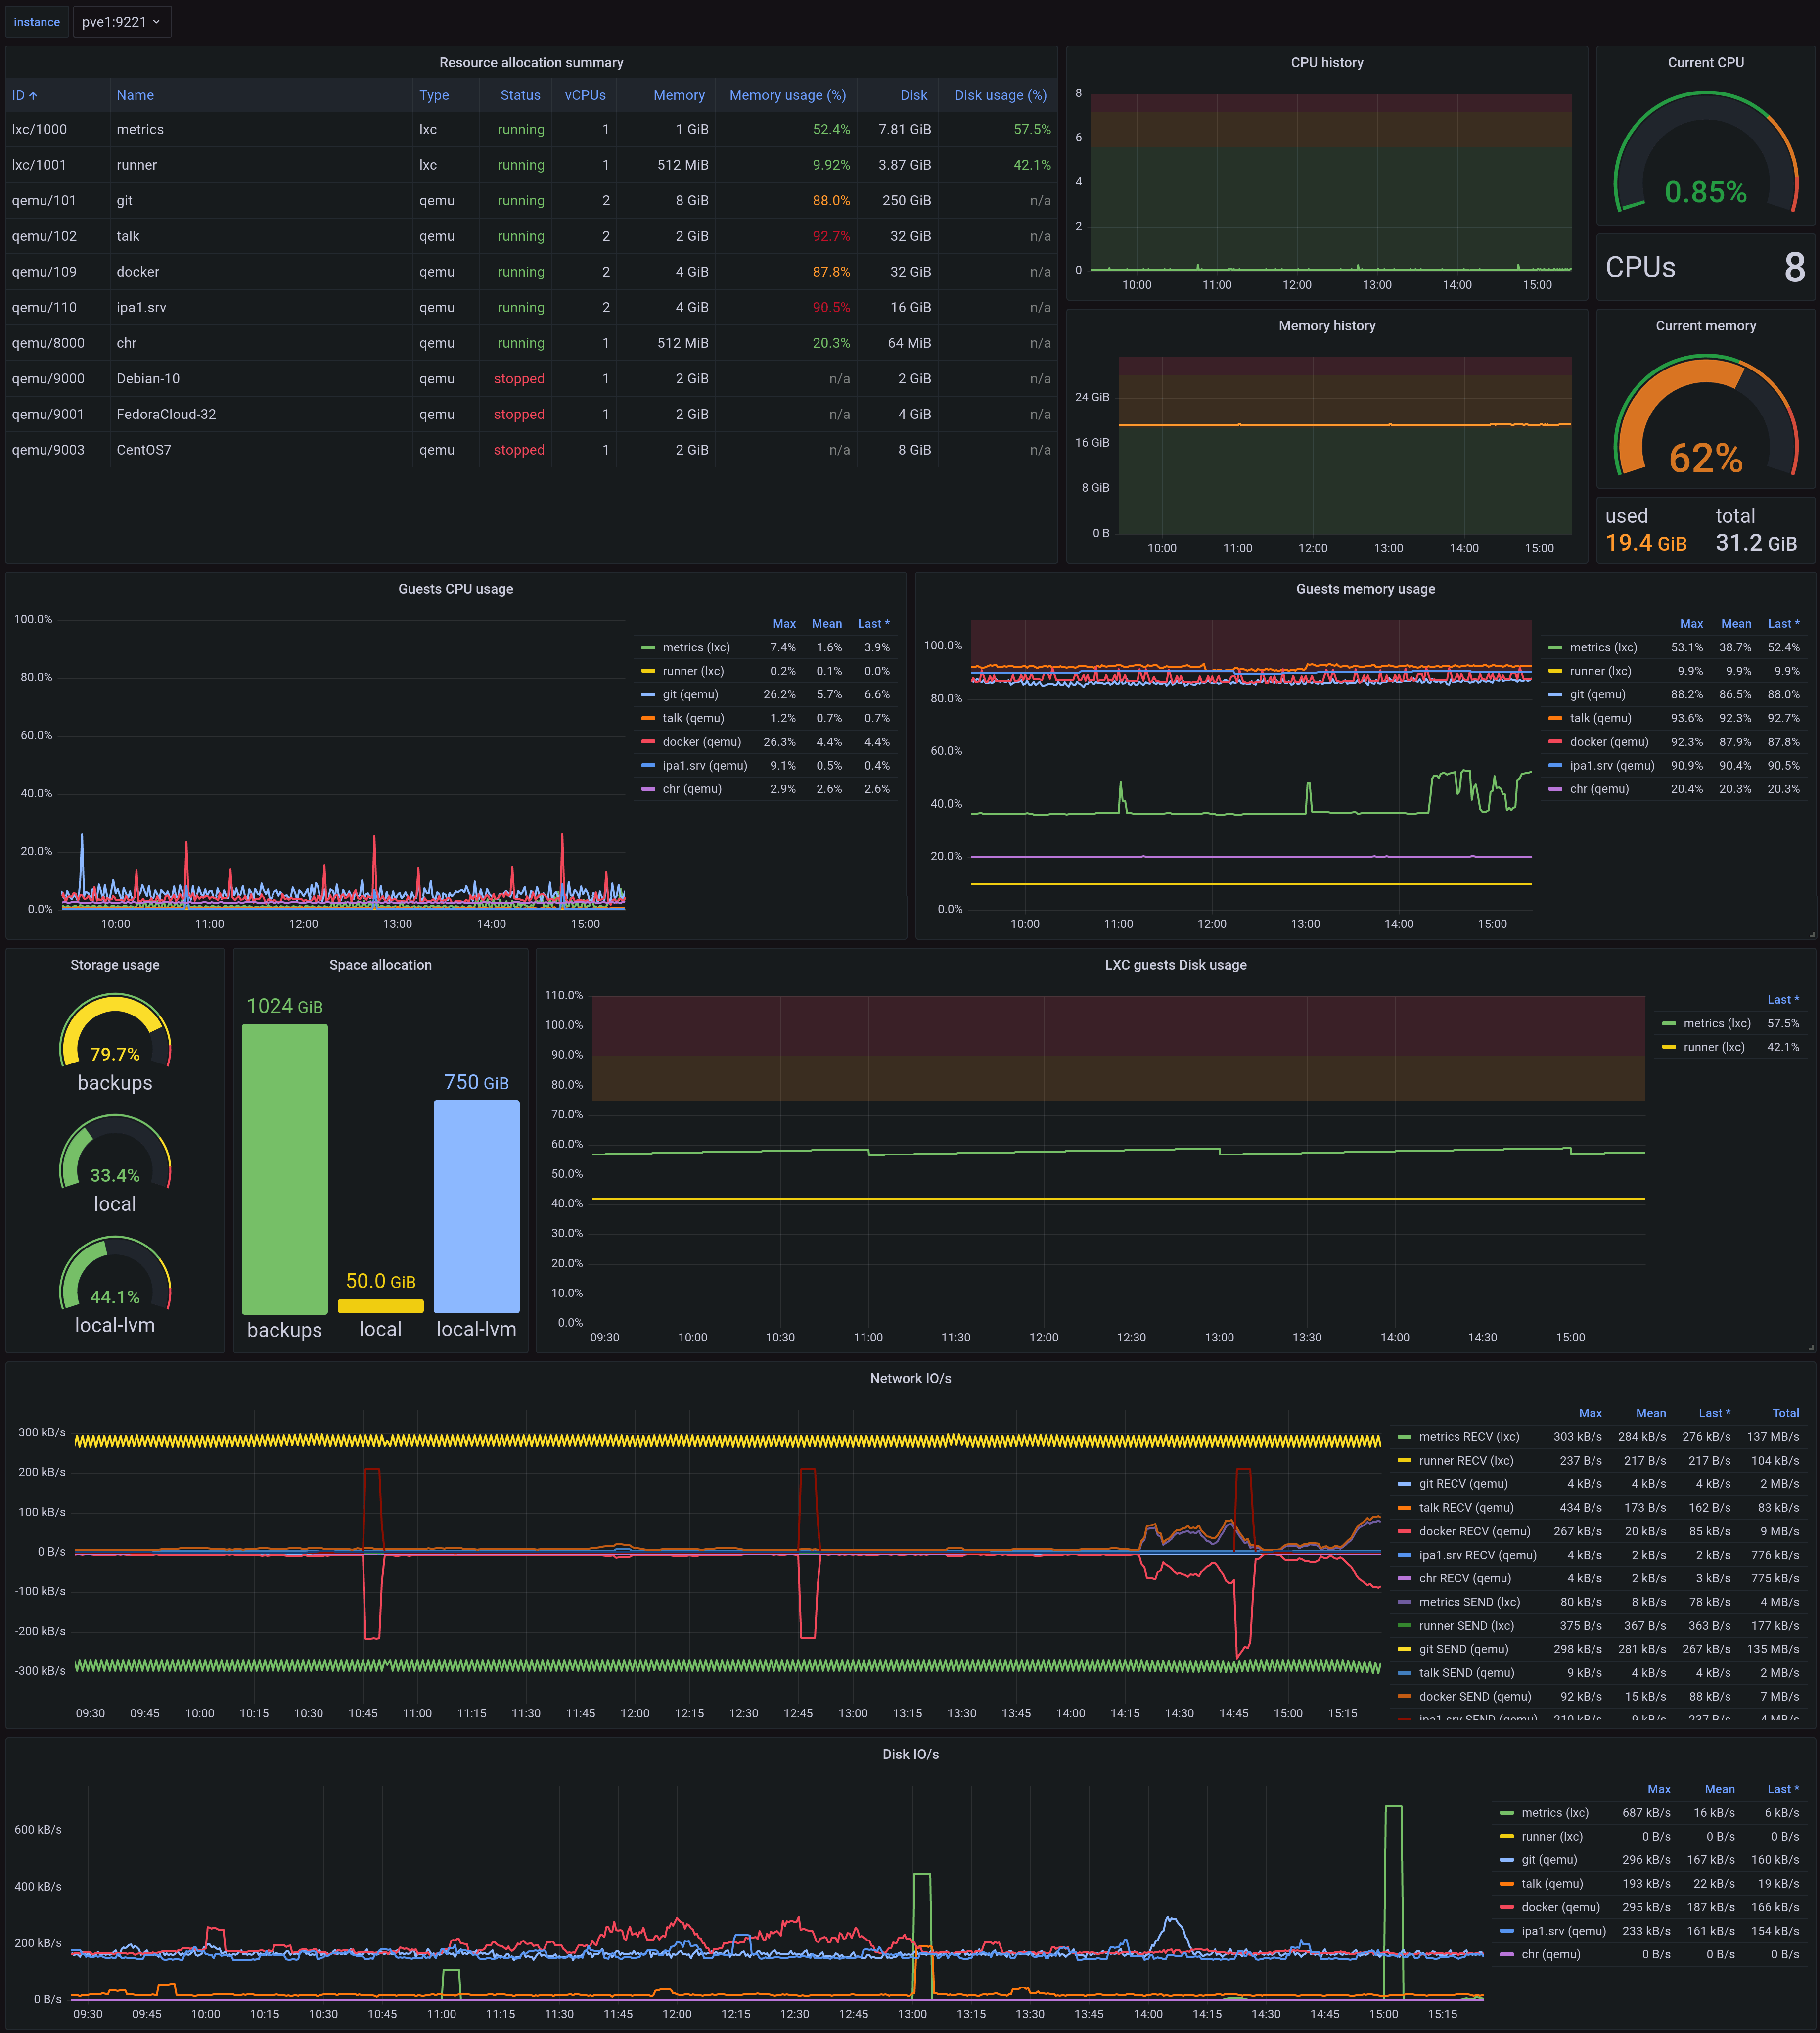 instance pve1:9221
Resource allocation summary
ID Name Type Status vCPUs Memory Memory usage (%) Disk Disk usage (%)
lxc/1000 metrics lxc running 1 1 GiB 52.4% 7.81 GiB 57.5%
lxc/1001 runner lxc running 1 512 MiB 9.92% 3.87 GiB 42.1%
qemu/101 git qemu running 2 8 GiB 88.0% 250 GiB n/a
qemu/102 talk qemu running 2 2 GiB 92.7% 32 GiB n/a
qemu/109 docker qemu running 2 4 GiB 87.8% 32 GiB n/a
qemu/110 ipa1.srv qemu running 2 4 GiB 90.5% 16 GiB n/a
qemu/8000 chr qemu running 1 512 MiB 20.3% 64 MiB n/a
qemu/9000 Debian-10 qemu stopped 1 2 GiB n/a 2 GiB n/a
qemu/9001 FedoraCloud-32 qemu stopped 1 2 GiB n/a 4 GiB n/a
qemu/9003 CentOS7 qemu stopped 1 2 GiB n/a 8 GiB n/a
CPU history
8
6
4
2
0
10:00 11:00 12:00 13:00 14:00 15:00
Current CPU
0.85%
CPUs 8
Memory history
24 GiB
16 GiB
8 GiB
0 B
10:00 11:00 12:00 13:00 14:00 15:00
Current memory
62%
used total
19.4 GiB 31.2 GiB
Guests CPU usage
100.0%
80.0%
60.0%
40.0%
20.0%
0.0%
10:00 11:00 12:00 13:00 14:00 15:00
Max Mean Last *
metrics (lxc) 7.4% 1.6% 3.9%
runner (lxc) 0.2% 0.1% 0.0%
git (qemu) 26.2% 5.7% 6.6%
talk (qemu) 1.2% 0.7% 0.7%
docker (qemu) 26.3% 4.4% 4.4%
ipa1.srv (qemu) 9.1% 0.5% 0.4%
chr (qemu) 2.9% 2.6% 2.6%
Guests memory usage
100.0%
80.0%
60.0%
40.0%
20.0%
0.0%
10:00 11:00 12:00 13:00 14:00 15:00
Max Mean Last *
metrics (lxc) 53.1% 38.7% 52.4%
runner (lxc) 9.9% 9.9% 9.9%
git (qemu) 88.2% 86.5% 88.0%
talk (qemu) 93.6% 92.3% 92.7%
docker (qemu) 92.3% 87.9% 87.8%
ipa1.srv (qemu) 90.9% 90.4% 90.5%
chr (qemu) 20.4% 20.3% 20.3%
Storage usage
79.7%
backups
33.4%
local
44.1%
local-lvm
Space allocation
1024 GiB
750 GiB
50.0 GiB
backups local local-lvm
LXC guests Disk usage
110.0%
100.0%
90.0%
80.0%
70.0%
60.0%
50.0%
40.0%
30.0%
20.0%
10.0%
0.0%
09:30 10:00 10:30 11:00 11:30 12:00 12:30 13:00 13:30 14:00 14:30 15:00
Last *
metrics (lxc) 57.5%
runner (lxc) 42.1%
Network IO/s
300 kB/s
200 kB/s
100 kB/s
0 B/s
-100 kB/s
-200 kB/s
-300 kB/s
09:30 09:45 10:00 10:15 10:30 10:45 11:00 11:15 11:30 11:45 12:00 12:15 12:30 12:45 13:00 13:15 13:30 13:45 14:00 14:15 14:30 14:45 15:00 15:15
Max Mean Last * Total
metrics RECV (lxc) 303 kB/s 284 kB/s 276 kB/s 137 MB/s
runner RECV (lxc) 237 B/s 217 B/s 217 B/s 104 kB/s
git RECV (qemu) 4 kB/s 4 kB/s 4 kB/s 2 MB/s
talk RECV (qemu) 434 B/s 173 B/s 162 B/s 83 kB/s
docker RECV (qemu) 267 kB/s 20 kB/s 85 kB/s 9 MB/s
ipa1.srv RECV (qemu) 4 kB/s 2 kB/s 2 kB/s 776 kB/s
chr RECV (qemu) 4 kB/s 2 kB/s 3 kB/s 775 kB/s
metrics SEND (lxc) 80 kB/s 8 kB/s 78 kB/s 4 MB/s
runner SEND (lxc) 375 B/s 367 B/s 363 B/s 177 kB/s
git SEND (qemu) 298 kB/s 281 kB/s 267 kB/s 135 MB/s
talk SEND (qemu) 9 kB/s 4 kB/s 4 kB/s 2 MB/s
docker SEND (qemu) 92 kB/s 15 kB/s 88 kB/s 7 MB/s
ipa1.srv SEND (qemu) 210 kB/s 9 kB/s 237 B/s 4 MB/s
Disk IO/s
600 kB/s
400 kB/s
200 kB/s
0 B/s
09:30 09:45 10:00 10:15 10:30 10:45 11:00 11:15 11:30 11:45 12:00 12:15 12:30 12:45 13:00 13:15 13:30 13:45 14:00 14:15 14:30 14:45 15:00 15:15
Max Mean Last *
metrics (lxc) 687 kB/s 16 kB/s 6 kB/s
runner (lxc) 0 B/s 0 B/s 0 B/s
git (qemu) 296 kB/s 167 kB/s 160 kB/s
talk (qemu) 193 kB/s 22 kB/s 19 kB/s
docker (qemu) 295 kB/s 187 kB/s 166 kB/s
ipa1.srv (qemu) 233 kB/s 161 kB/s 154 kB/s
chr (qemu) 0 B/s 0 B/s 0 B/s